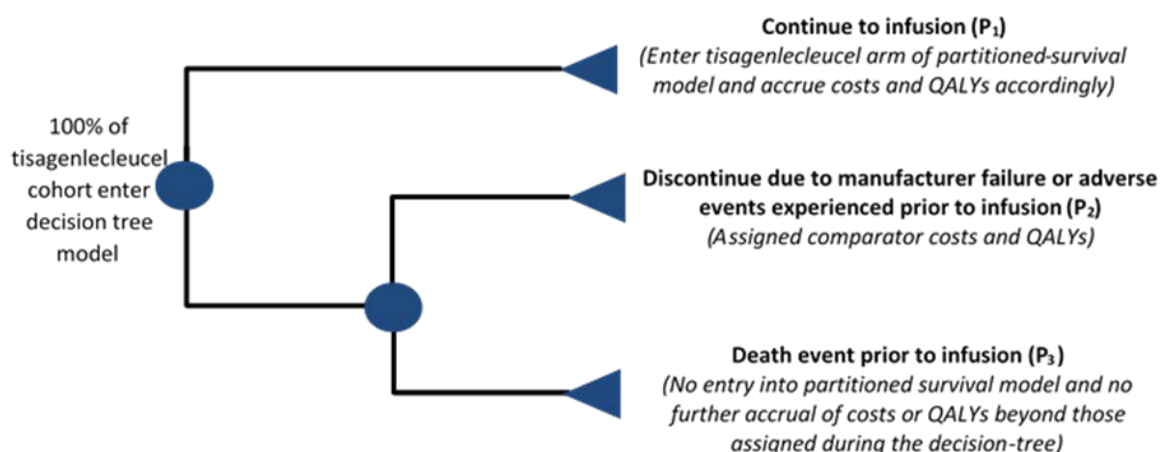 100% of
tisagenlecleucel
cohort enter
decision tree
model
Continue to infusion (P₁)
(Enter tisagenlecleucel arm of partitioned-survival
model and accrue costs and QALYs accordingly)
Discontinue due to manufacturer failure or adverse
events experienced prior to infusion (P₂)
(Assigned comparator costs and QALYs)
Death event prior to infusion (P₃)
(No entry into partitioned survival model and no
further accrual of costs or QALYs beyond those
assigned during the decision-tree)